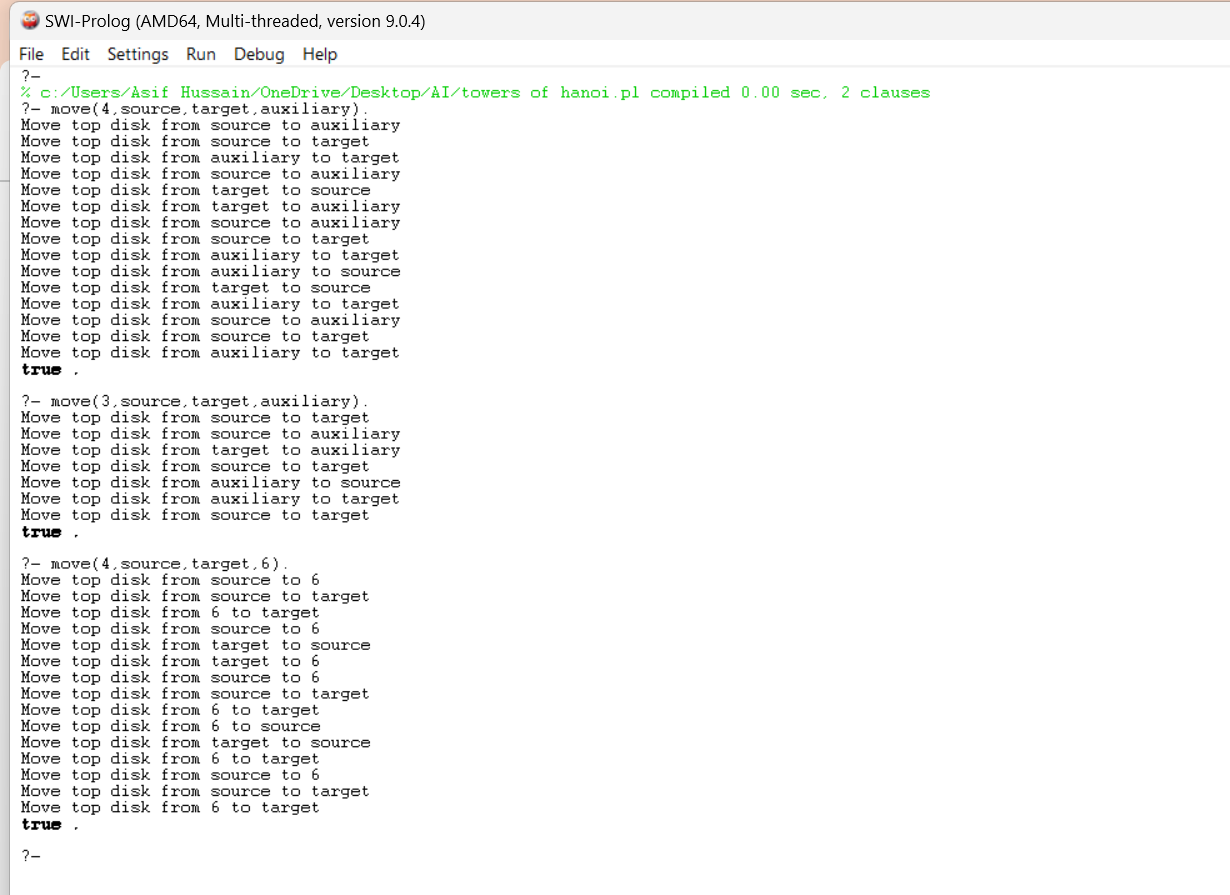 SWI-Prolog (AMD64, Multi-threaded, version 9.0.4)
File Edit Settings Run Debug Help
?-
% c:/Users/Asif Hussain/OneDrive/Desktop/AI/towers of hanoi.pl compiled 0.00 sec, 2 clauses
?- move(4,source,target,auxiliary).
Move top disk from source to auxiliary
Move top disk from source to target
Move top disk from auxiliary to target
Move top disk from source to auxiliary
Move top disk from target to source
Move top disk from target to auxiliary
Move top disk from source to auxiliary
Move top disk from source to target
Move top disk from auxiliary to target
Move top disk from auxiliary to source
Move top disk from target to source
Move top disk from auxiliary to target
Move top disk from source to auxiliary
Move top disk from source to target
Move top disk from auxiliary to target
true .
?- move(3,source,target,auxiliary).
Move top disk from source to target
Move top disk from source to auxiliary
Move top disk from target to auxiliary
Move top disk from source to target
Move top disk from auxiliary to source
Move top disk from auxiliary to target
Move top disk from source to target
true .
?- move(4,source,target,6).
Move top disk from source to 6
Move top disk from source to target
Move top disk from 6 to target
Move top disk from source to 6
Move top disk from target to source
Move top disk from target to 6
Move top disk from source to 6
Move top disk from source to target
Move top disk from 6 to target
Move top disk from 6 to source
Move top disk from target to source
Move top disk from 6 to target
Move top disk from source to 6
Move top disk from source to target
Move top disk from 6 to target
true .
?-